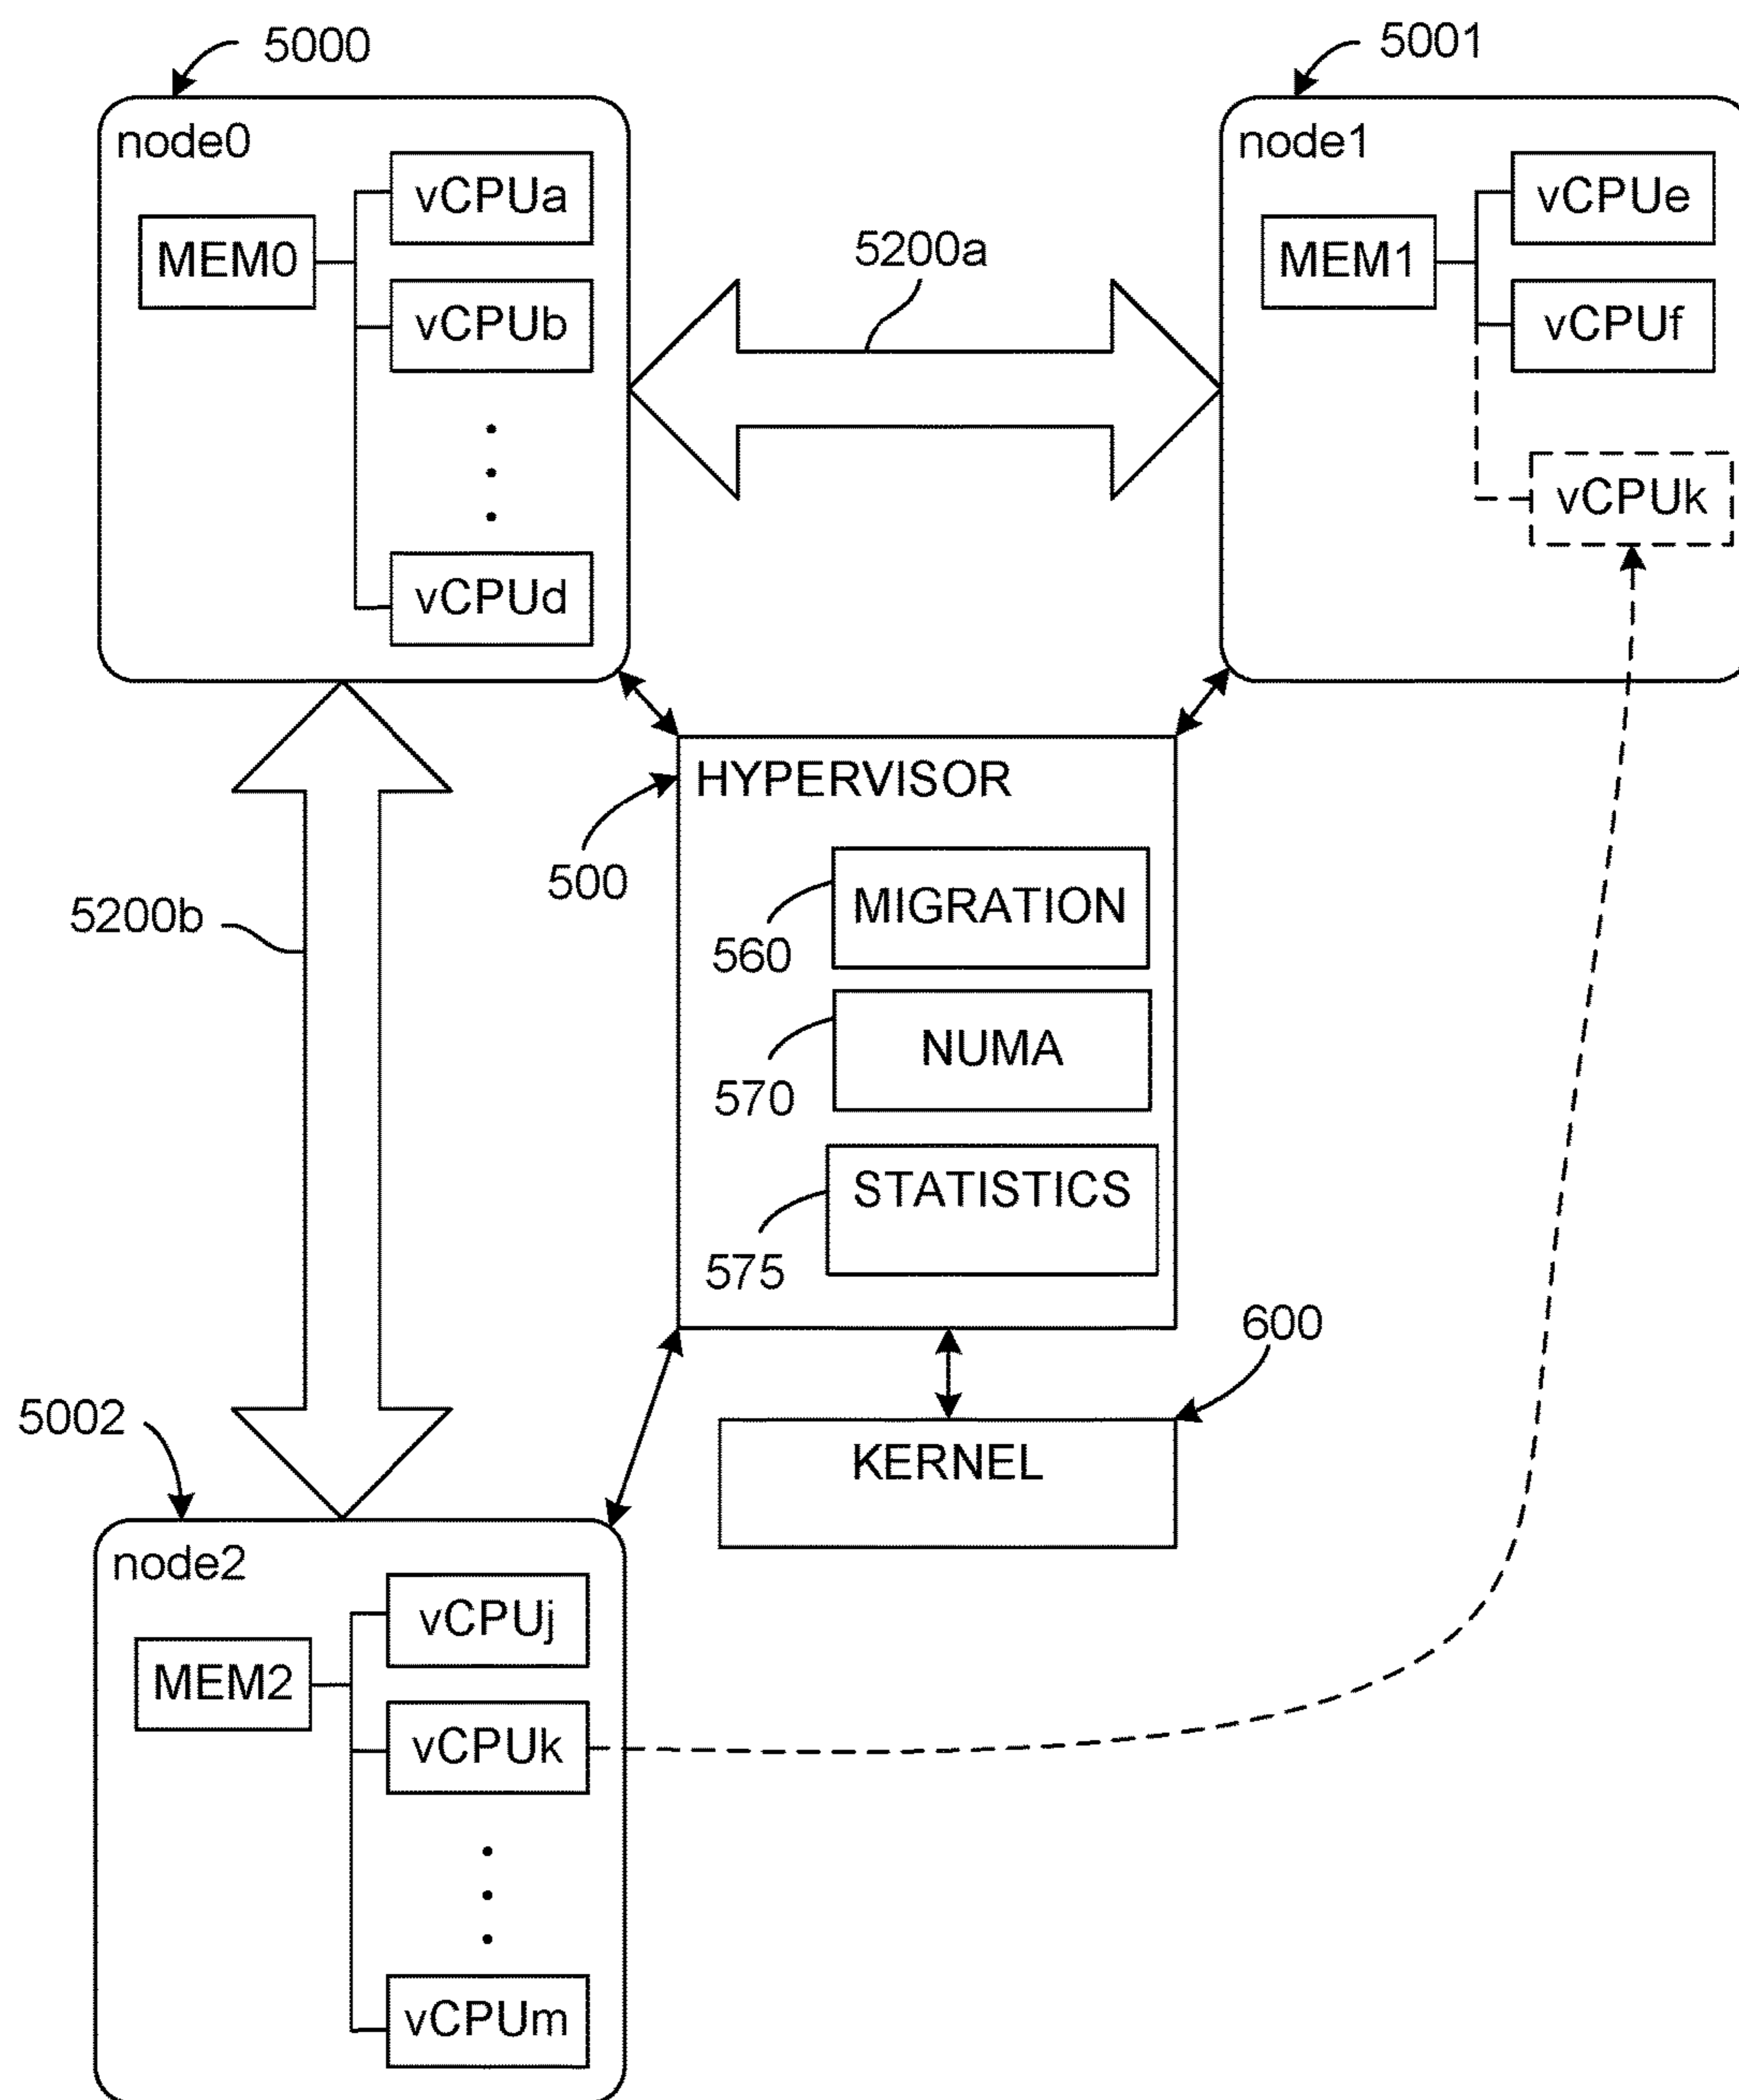 5000
5001
node0
vCPUa
MEM0
vCPUb
vCPUd
5200a
node1
vCPUe
MEM1
vCPUf
vCPUk
HYPERVISOR
500
MIGRATION
560
NUMA
570
STATISTICS
575
5200b
600
KERNEL
5002
node2
vCPUj
MEM2
vCPUk
vCPUm